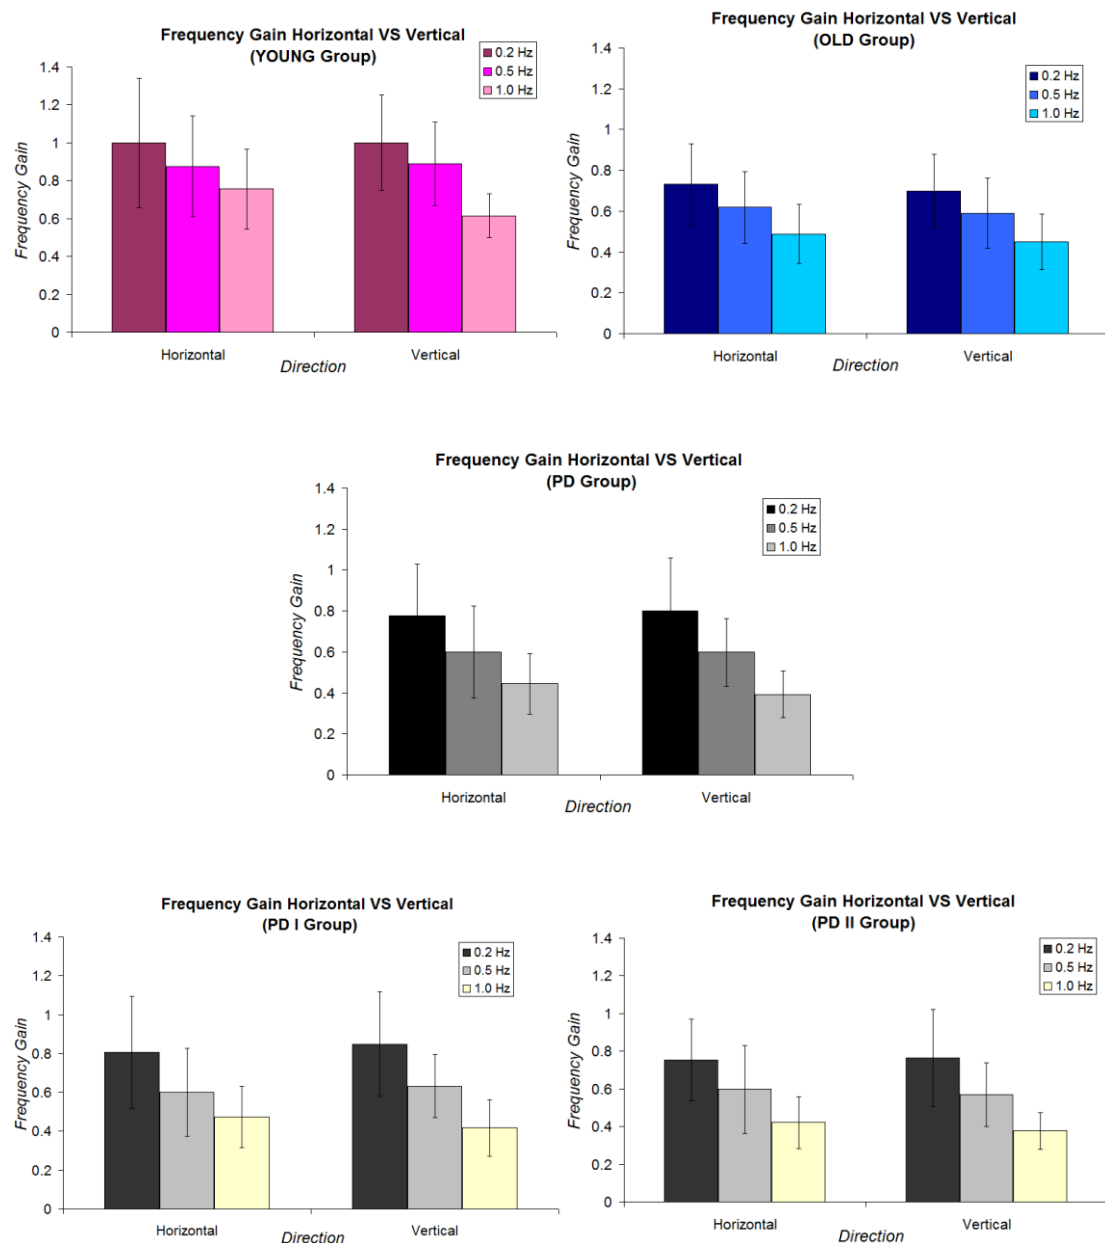 Frequency Gain Horizontal VS Vertical
(YOUNG Group)
0.2 Hz
0.5 Hz
1.0 Hz
1.4
1.2
1
0.8
0.6
0.4
0.2
0
Frequency Gain
Horizontal
Vertical
Direction
Frequency Gain Horizontal VS Vertical
(OLD Group)
0.2 Hz
0.5 Hz
1.0 Hz
1.4
1.2
1
0.8
0.6
0.4
0.2
0
Frequency Gain
Horizontal
Vertical
Direction
Frequency Gain Horizontal VS Vertical
(PD Group)
0.2 Hz
0.5 Hz
1.0 Hz
1.4
1.2
1
0.8
0.6
0.4
0.2
0
Frequency Gain
Horizontal
Vertical
Direction
Frequency Gain Horizontal VS Vertical
(PD I Group)
0.2 Hz
0.5 Hz
1.0 Hz
1.4
1.2
1
0.8
0.6
0.4
0.2
0
Frequency Gain
Horizontal
Vertical
Direction
Frequency Gain Horizontal VS Vertical
(PD II Group)
0.2 Hz
0.5 Hz
1.0 Hz
1.4
1.2
1
0.8
0.6
0.4
0.2
0
Frequency Gain
Horizontal
Vertical
Direction